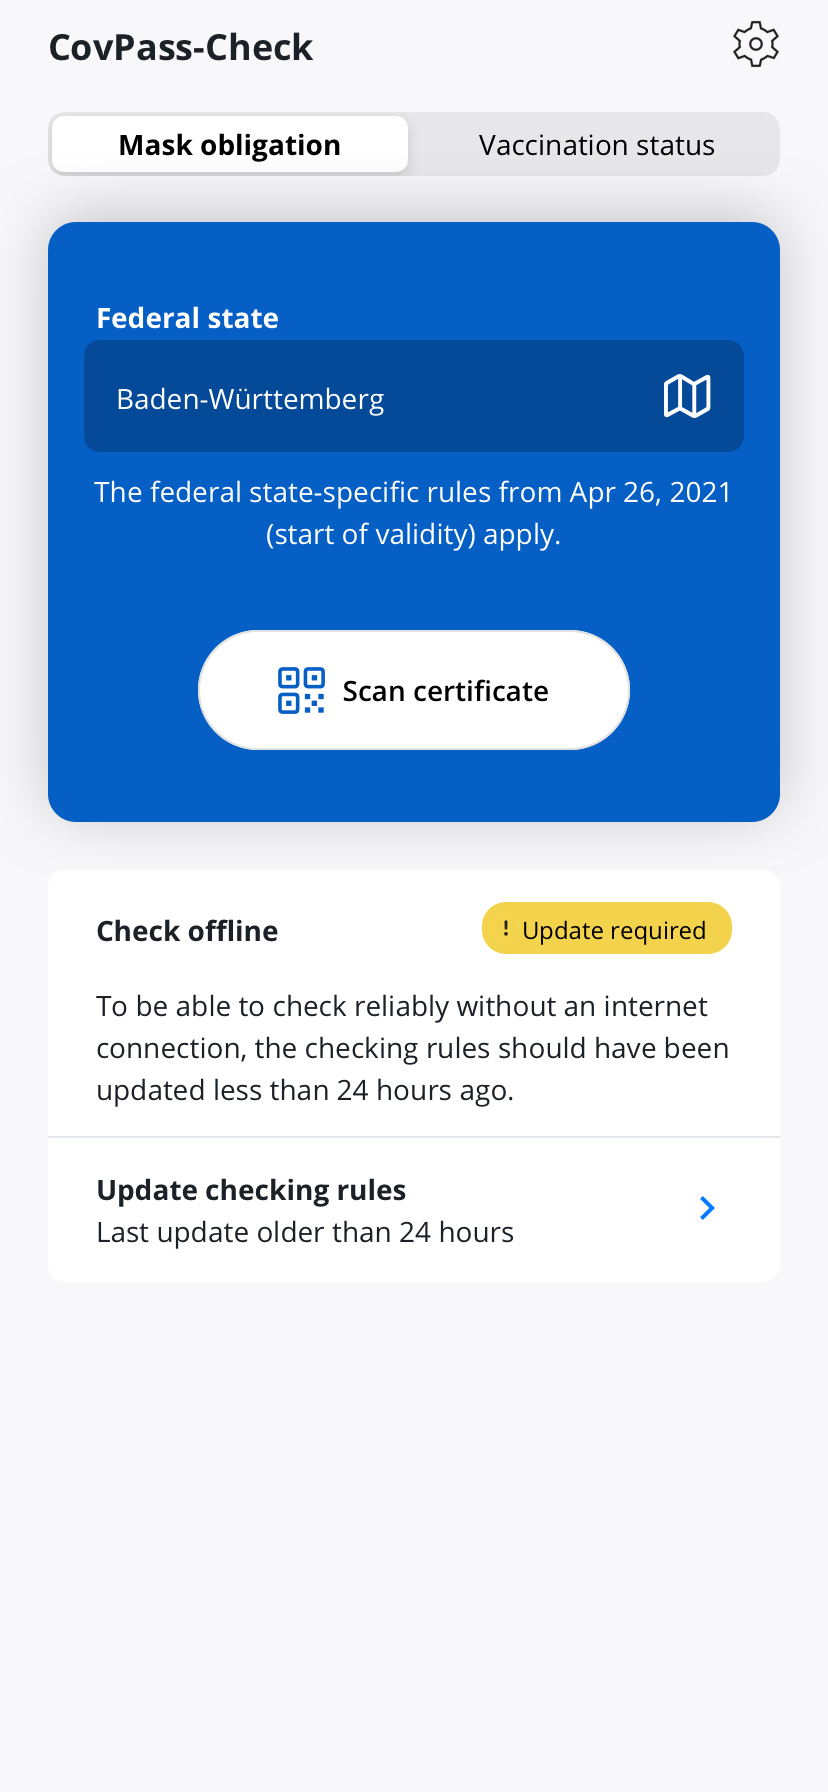 CovPass-Check
Mask obligation
Vaccination status
Federal state
Baden-Württemberg
The federal state-specific rules from Apr 26, 2021
(start of validity) apply.
Scan certificate
Check offline
! Update required
To be able to check reliably without an internet
connection, the checking rules should have been
updated less than 24 hours ago.
Update checking rules
Last update older than 24 hours